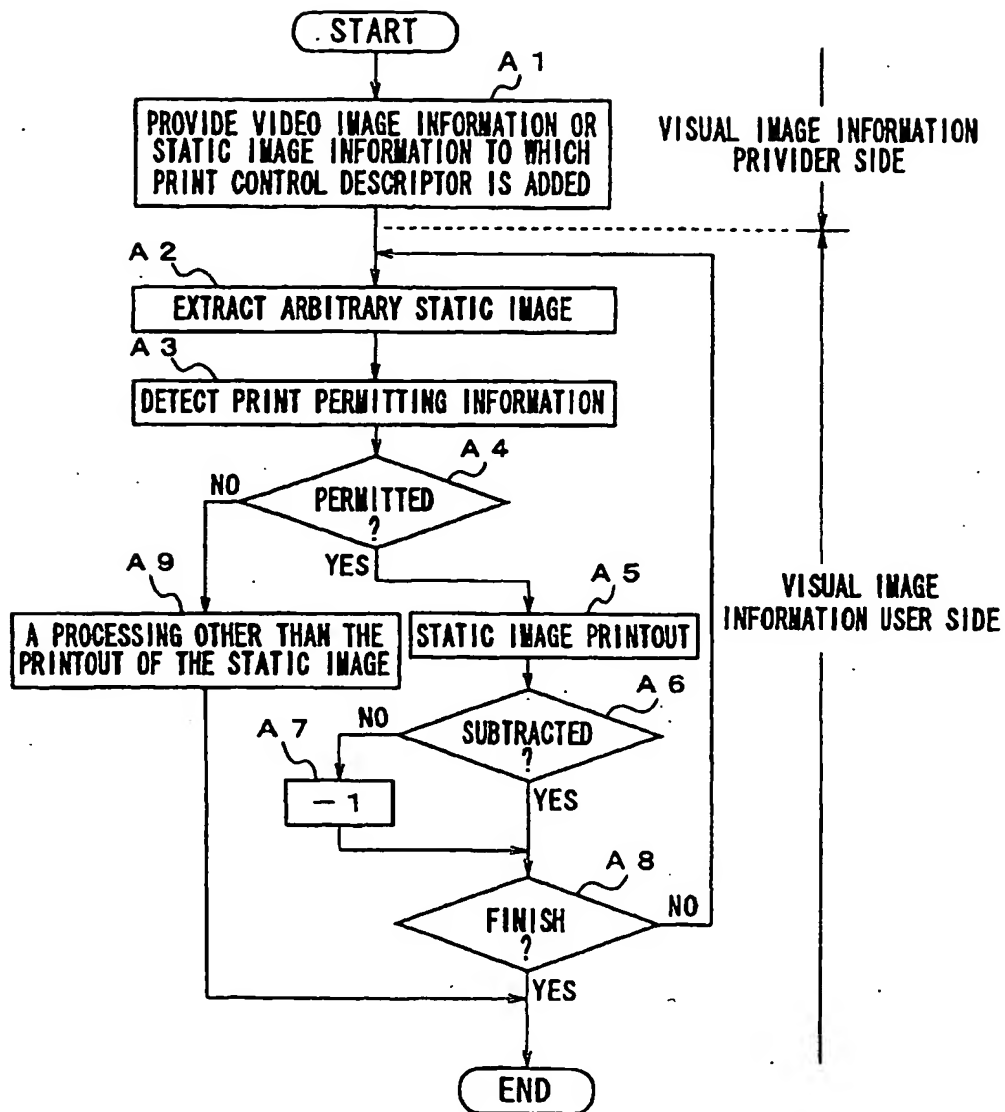 START
A 1
PROVIDE VIDEO IMAGE INFORMATION OR
STATIC IMAGE INFORMATION TO WHICH
PRINT CONTROL DESCRIPTOR IS ADDED
VISUAL IMAGE INFORMATION
PROVIDER SIDE
A 2
EXTRACT ARBITRARY STATIC IMAGE
A 3
DETECT PRINT PERMITTING INFORMATION
A 4
NO
PERMITTED
?
YES
A 9
A PROCESSING OTHER THAN THE
PRINTOUT OF THE STATIC IMAGE
A 5
STATIC IMAGE PRINTOUT
VISUAL IMAGE
INFORMATION USER SIDE
A 6
NO
SUBTRACTED
?
A 7
－1
YES
A 8
FINISH
?
NO
YES
END